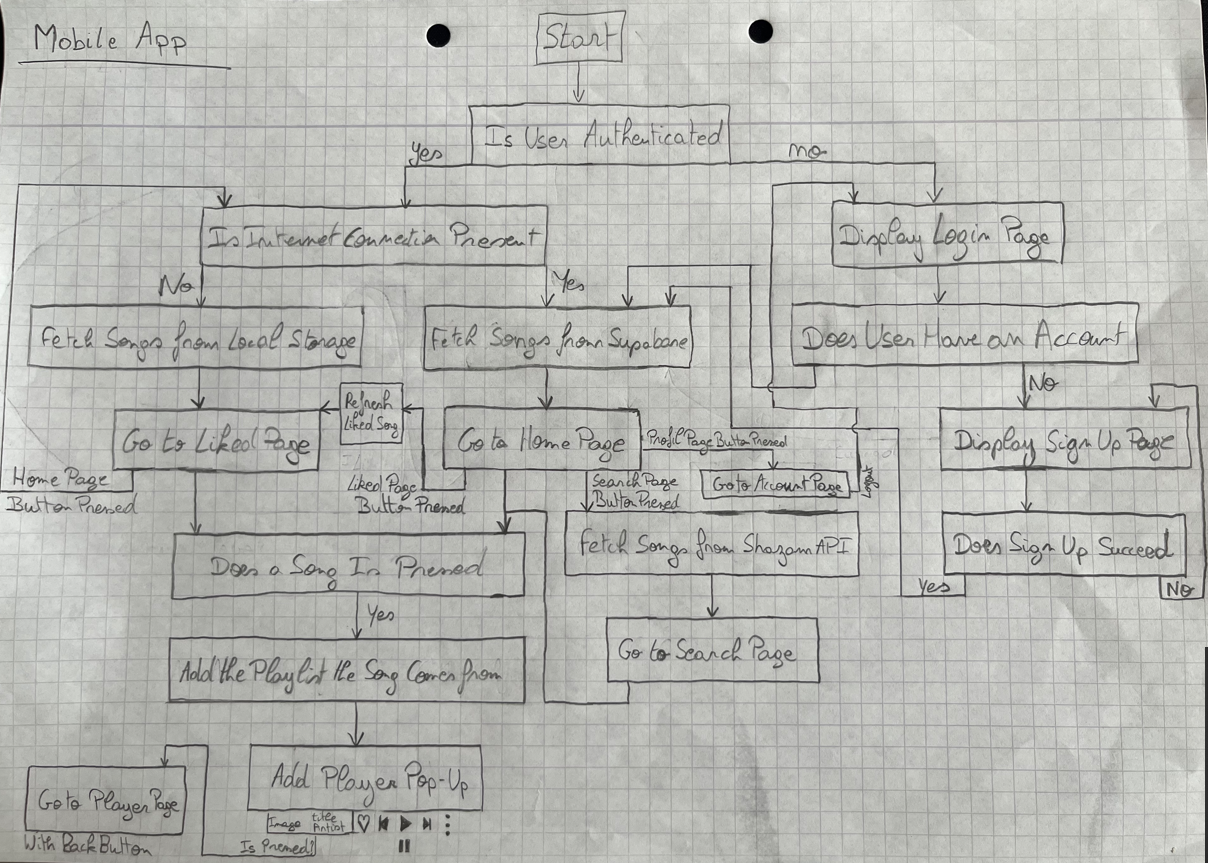 Mobile App
Start
Is User Authenticated
yes
no
Is Internet Connection Present
Display Login Page
No
Yes
Fetch Songs from Local Storage
Fetch Songs from Supabase
Does User Have an Account
No
Refresh
Liked Song
Go to Liked Page
Go to Home Page
Profil Page Button Pressed
Display Sign Up Page
Home Page
Button Pressed
Liked Page
Button Pressed
Search Page
Button Pressed
Go to Account Page
Logout
Does a Song Is Pressed
Fetch Songs from Shazam API
Does Sign Up Succeed
Yes
No
Yes
Add the Playlist the Song Comes from
Go to Search Page
Go to Player Page
With Back Button
Add Player Pop-Up
Image
title
Artist
Is Pressed!